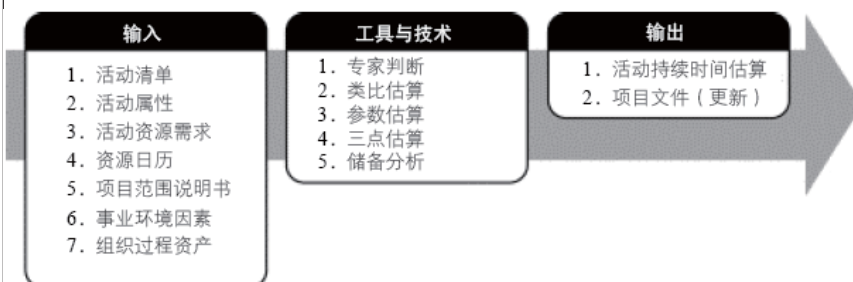 输入
1. 活动清单
2. 活动属性
3. 活动资源需求
4. 资源日历
5. 项目范围说明书
6. 事业环境因素
7. 组织过程资产
工具与技术
1. 专家判断
2. 类比估算
3. 参数估算
4. 三点估算
5. 储备分析
输出
1. 活动持续时间估算
2. 项目文件（更新）